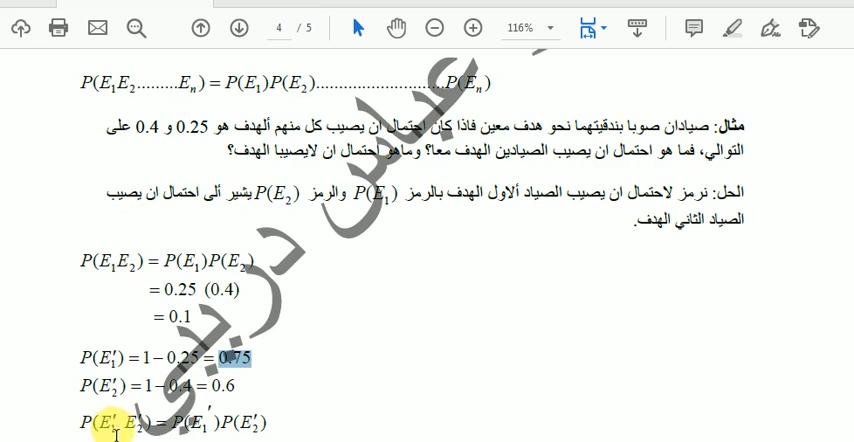 4 / 5
116%
P(E₁E₂.........Eₙ) = P(E₁)P(E₂)............................P(Eₙ)
مثال: صيادان صوبا بندقيتهما نحو هدف معين فاذا كان احتمال ان يصيب كل منهم ألهدف هو 0.25 و 0.4 على
التوالي، فما هو احتمال ان يصيب الصيادين الهدف معا؟ وماهو إحتمال ان لايصيبا الهدف؟
الحل: نرمز لاحتمال ان يصيب الصياد ألاول الهدف بالرمز P(E₁) والرمز P(E₂) يشير ألى احتمال ان يصيب
الصياد الثاني الهدف.
P(E₁E₂) = P(E₁)P(E₂)
= 0.25 (0.4)
= 0.1
P(E₁′) = 1 − 0.25 = 0.75
P(E₂′) = 1 − 0.4 = 0.6
P(E₁′ E₂′) = P(E₁′)P(E₂′)
عباس دريبي